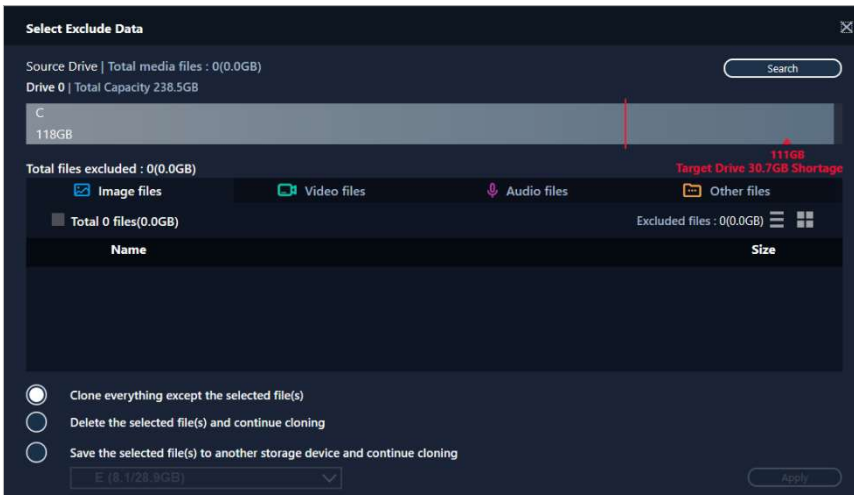 Select Exclude Data
Source Drive | Total media files : 0(0.0GB)
Search
Drive 0 | Total Capacity 238.5GB
C
118GB
111GB
Total files excluded : 0(0.0GB)
Target Drive 30.7GB Shortage
Image files Video files Audio files Other files
Total 0 files(0.0GB) Excluded files : 0(0.0GB)
Name Size
Clone everything except the selected file(s)
Delete the selected file(s) and continue cloning
Save the selected file(s) to another storage device and continue cloning
E (8.1/28.9GB) Apply